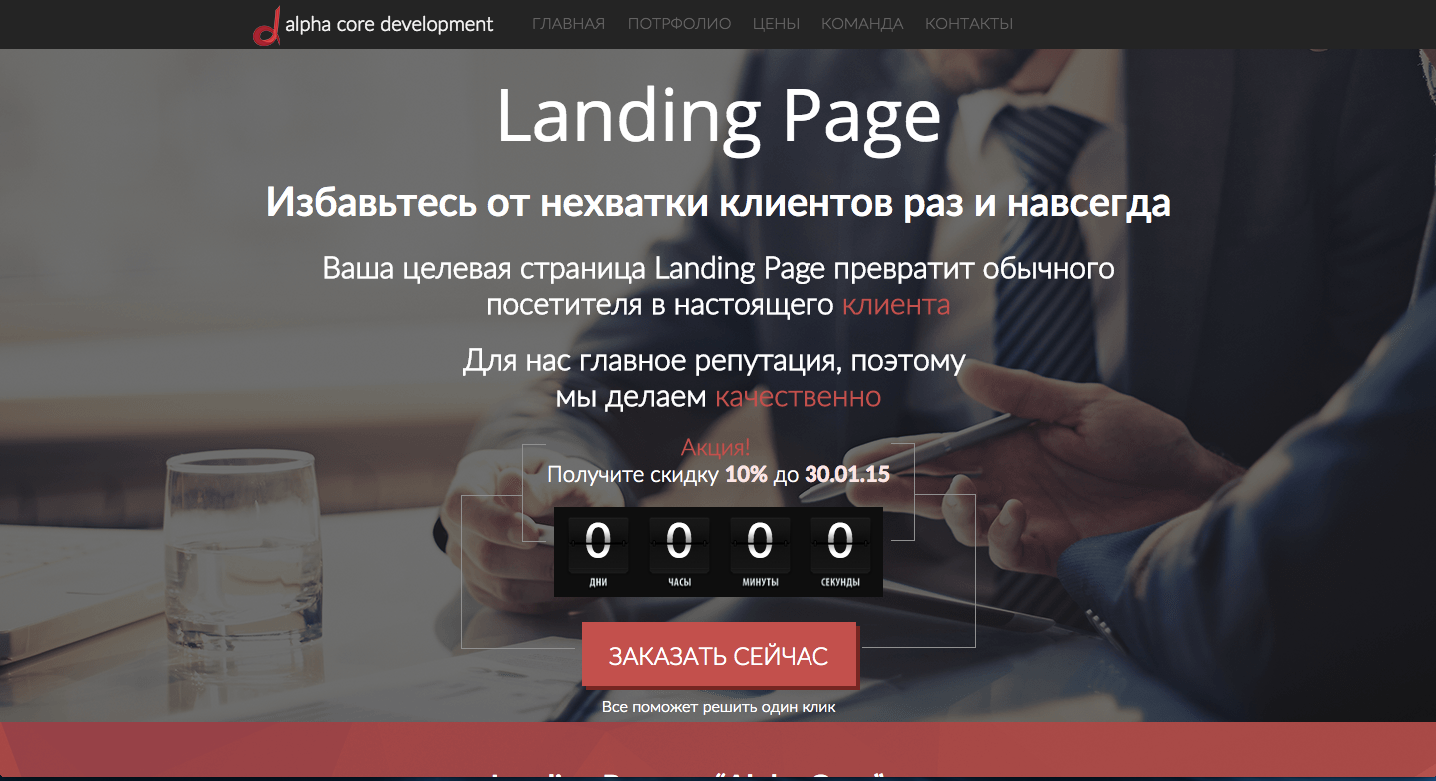 alpha core development
ГЛАВНАЯ ПОТРФОЛИО ЦЕНЫ КОМАНДА КОНТАКТЫ
Landing Page
Избавьтесь от нехватки клиентов раз и навсегда
Ваша целевая страница Landing Page превратит обычного
посетителя в настоящего клиента
Для нас главное репутация, поэтому
мы делаем качественно
Акция!
Получите скидку 10% до 30.01.15
0 0 0 0
ДНИ ЧАСЫ МИНУТЫ СЕКУНДЫ
ЗАКАЗАТЬ СЕЙЧАС
Все поможет решить один клик